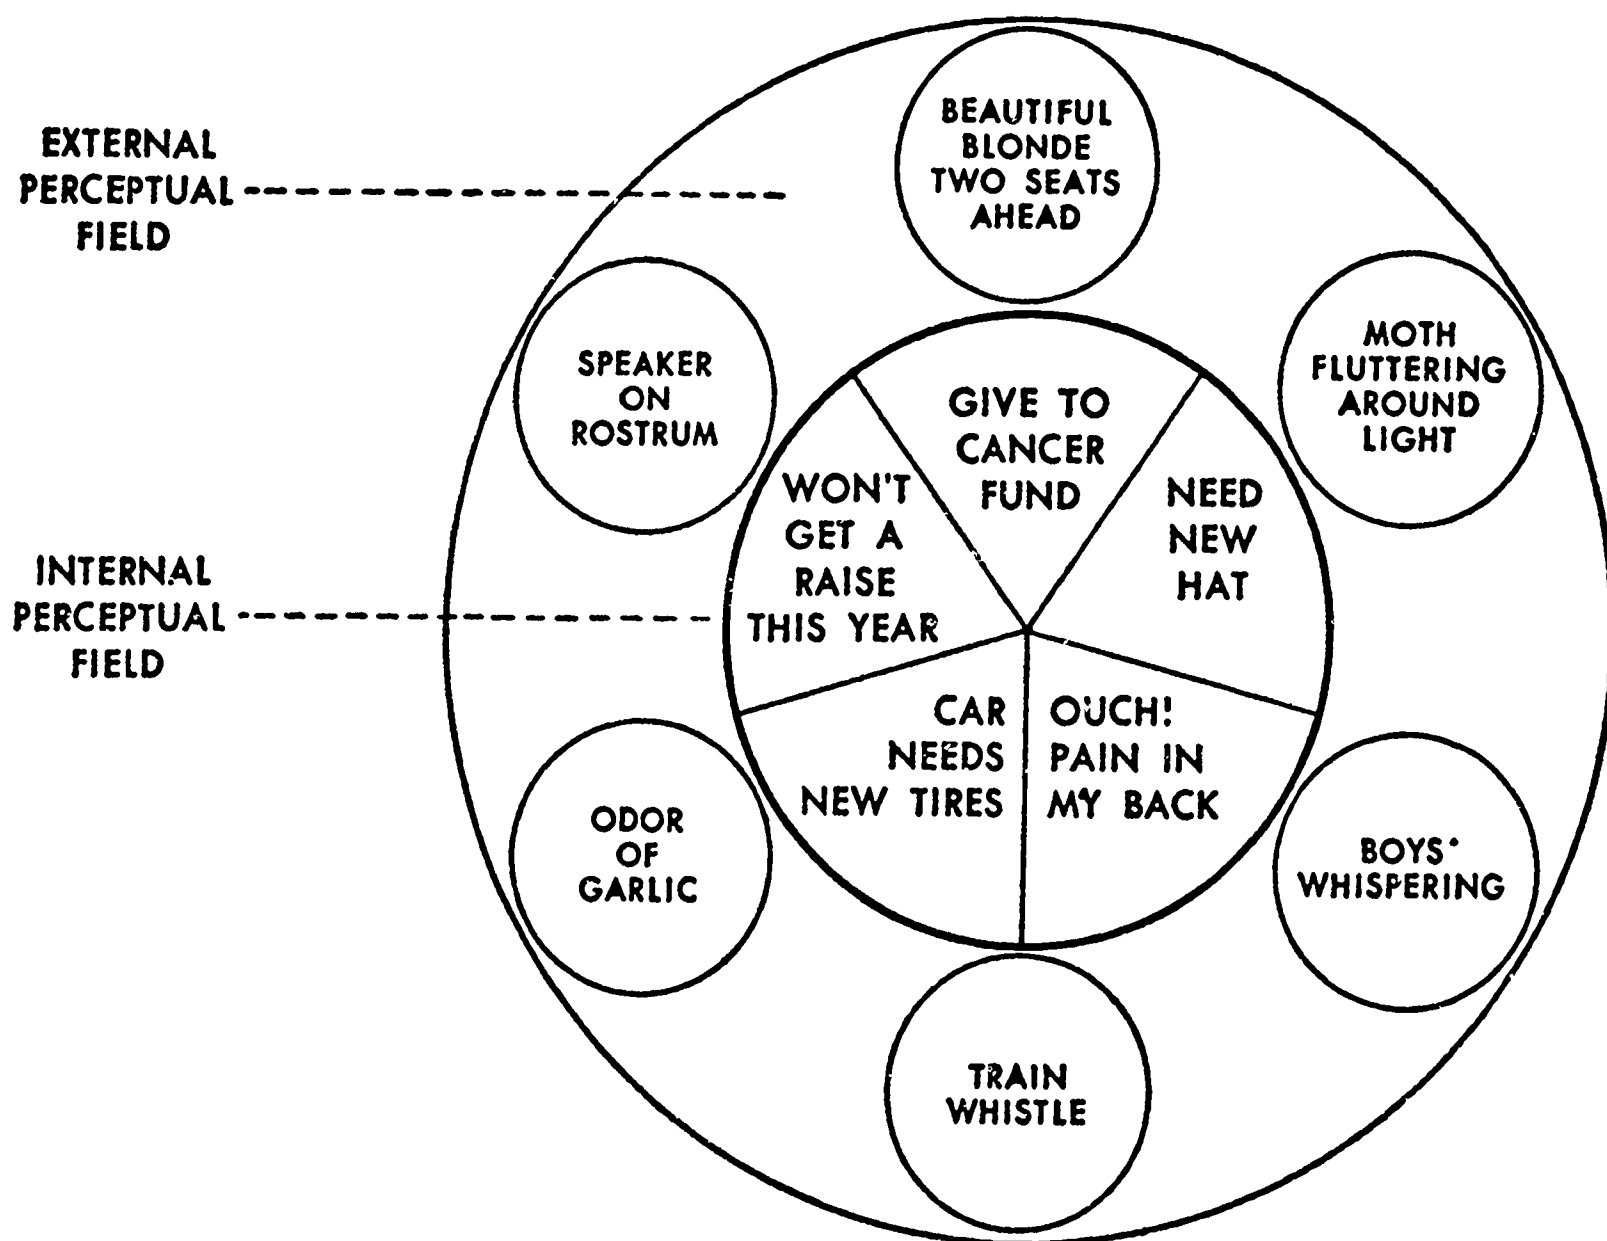 EXTERNAL
PERCEPTUAL
FIELD
BEAUTIFUL
BLONDE
TWO SEATS
AHEAD
SPEAKER
ON
ROSTRUM
MOTH
FLUTTERING
AROUND
LIGHT
GIVE TO
CANCER
FUND
WON'T
GET A
RAISE
THIS YEAR
NEED
NEW
HAT
INTERNAL
PERCEPTUAL
FIELD
CAR
NEEDS
NEW TIRES
OUCH!
PAIN IN
MY BACK
ODOR
OF
GARLIC
BOYS'
WHISPERING
TRAIN
WHISTLE